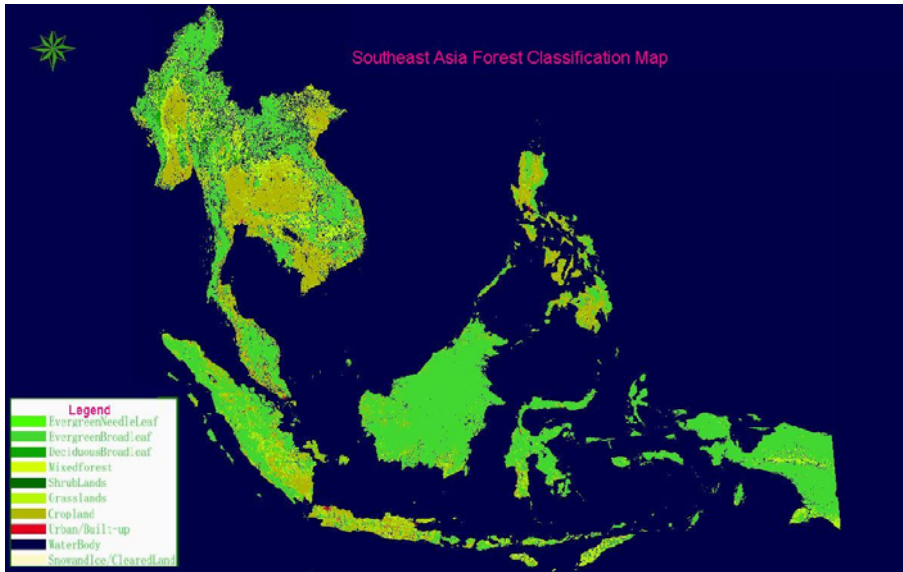 Southeast Asia Forest Classification Map
Legend
EvergreenNeedleLeaf
EvergreenBroadleaf
DeciduousBroadleaf
Mixedforest
ShrubLands
Grasslands
Cropland
Urban/Built-up
WaterBody
SnowandIce/ClearedLand